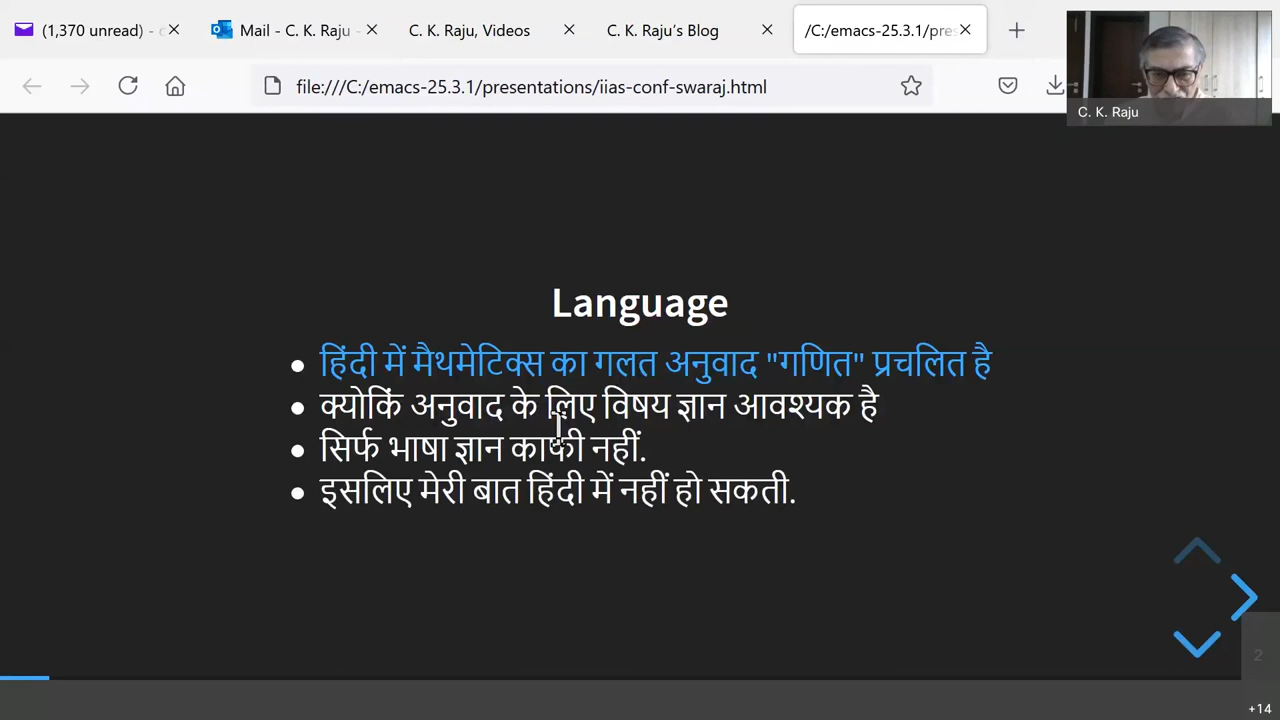 (1,370 unread) - c
Mail - C. K. Raju -
C. K. Raju, Videos
C. K. Raju's Blog
/C:/emacs-25.3.1/pres
file:///C:/emacs-25.3.1/presentations/iias-conf-swaraj.html
C. K. Raju
Language
हिंदी में मैथमेटिक्स का गलत अनुवाद "गणित" प्रचलित है
क्योकिं अनुवाद के लिए विषय ज्ञान आवश्यक है
सिर्फ भाषा ज्ञान काफी नहीं.
इसलिए मेरी बात हिंदी में नहीं हो सकती.
2
+14